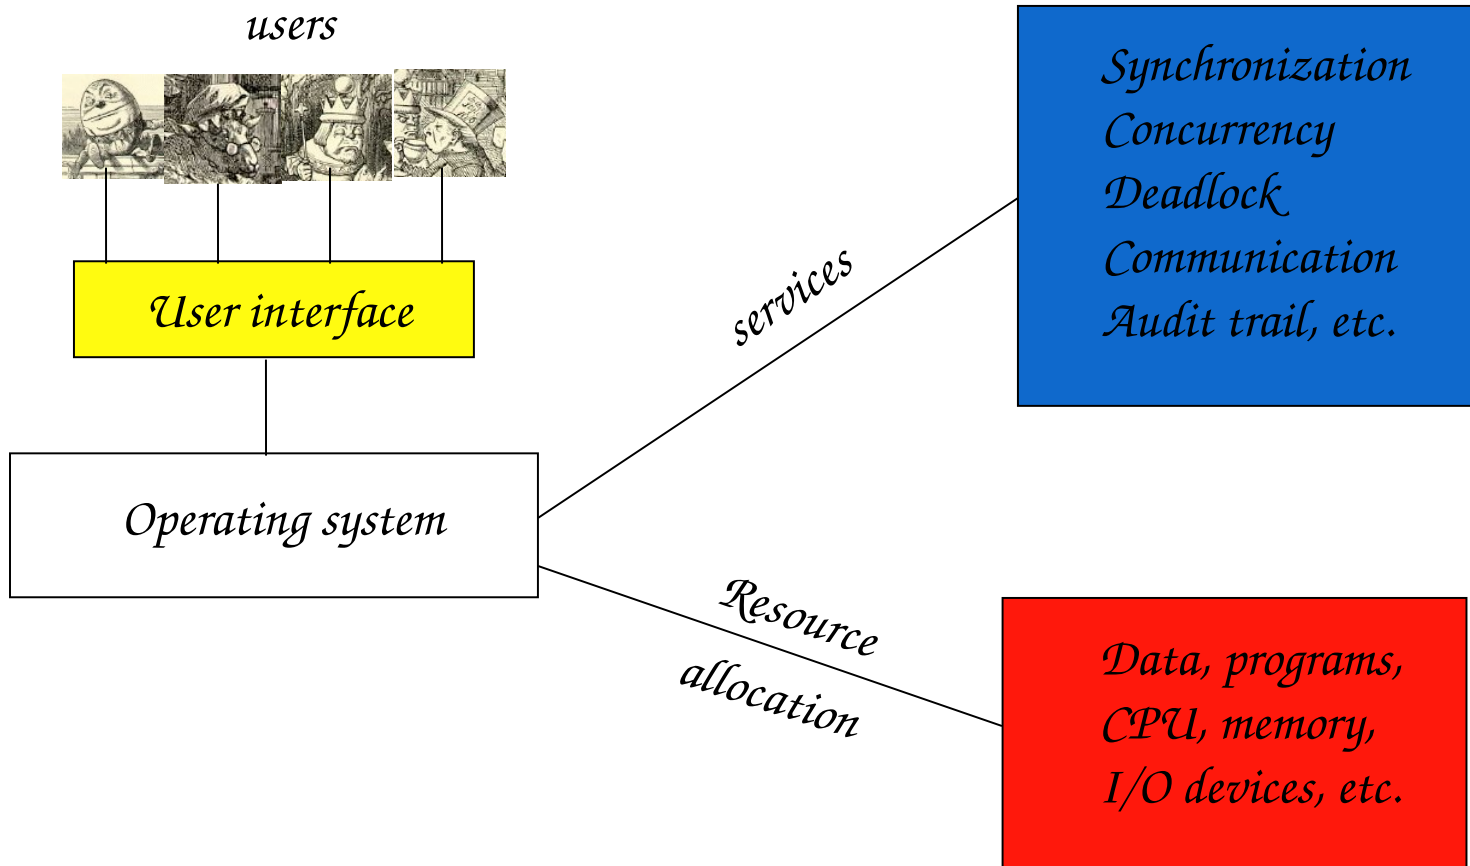 users
User interface
Operating system
services
Resource
allocation
Synchronization
Concurrency
Deadlock
Communication
Audit trail, etc.
Data, programs,
CPU, memory,
I/O devices, etc.